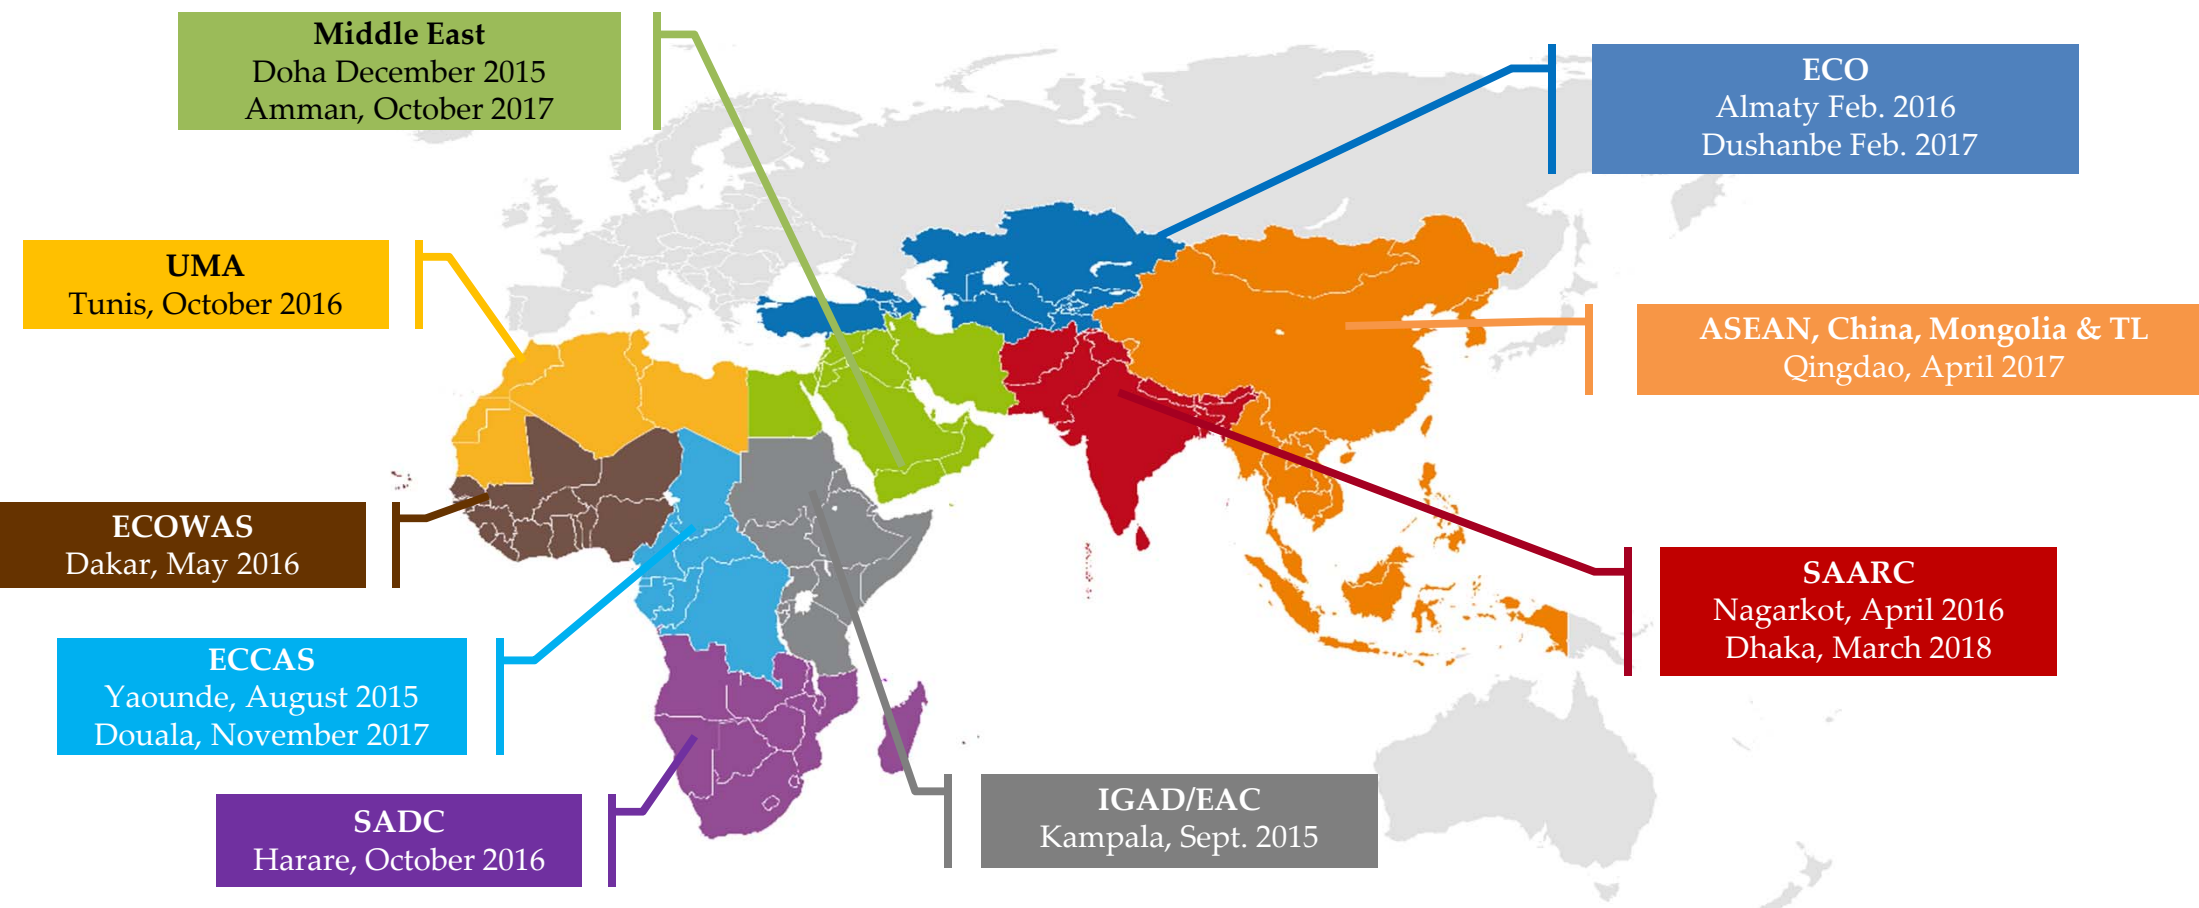 Middle East
Doha December 2015
Amman, October 2017
ECO
Almaty Feb. 2016
Dushanbe Feb. 2017
UMA
Tunis, October 2016
ASEAN, China, Mongolia & TL
Qingdao, April 2017
ECOWAS
Dakar, May 2016
SAARC
Nagarkot, April 2016
Dhaka, March 2018
ECCAS
Yaounde, August 2015
Douala, November 2017
IGAD/EAC
Kampala, Sept. 2015
SADC
Harare, October 2016